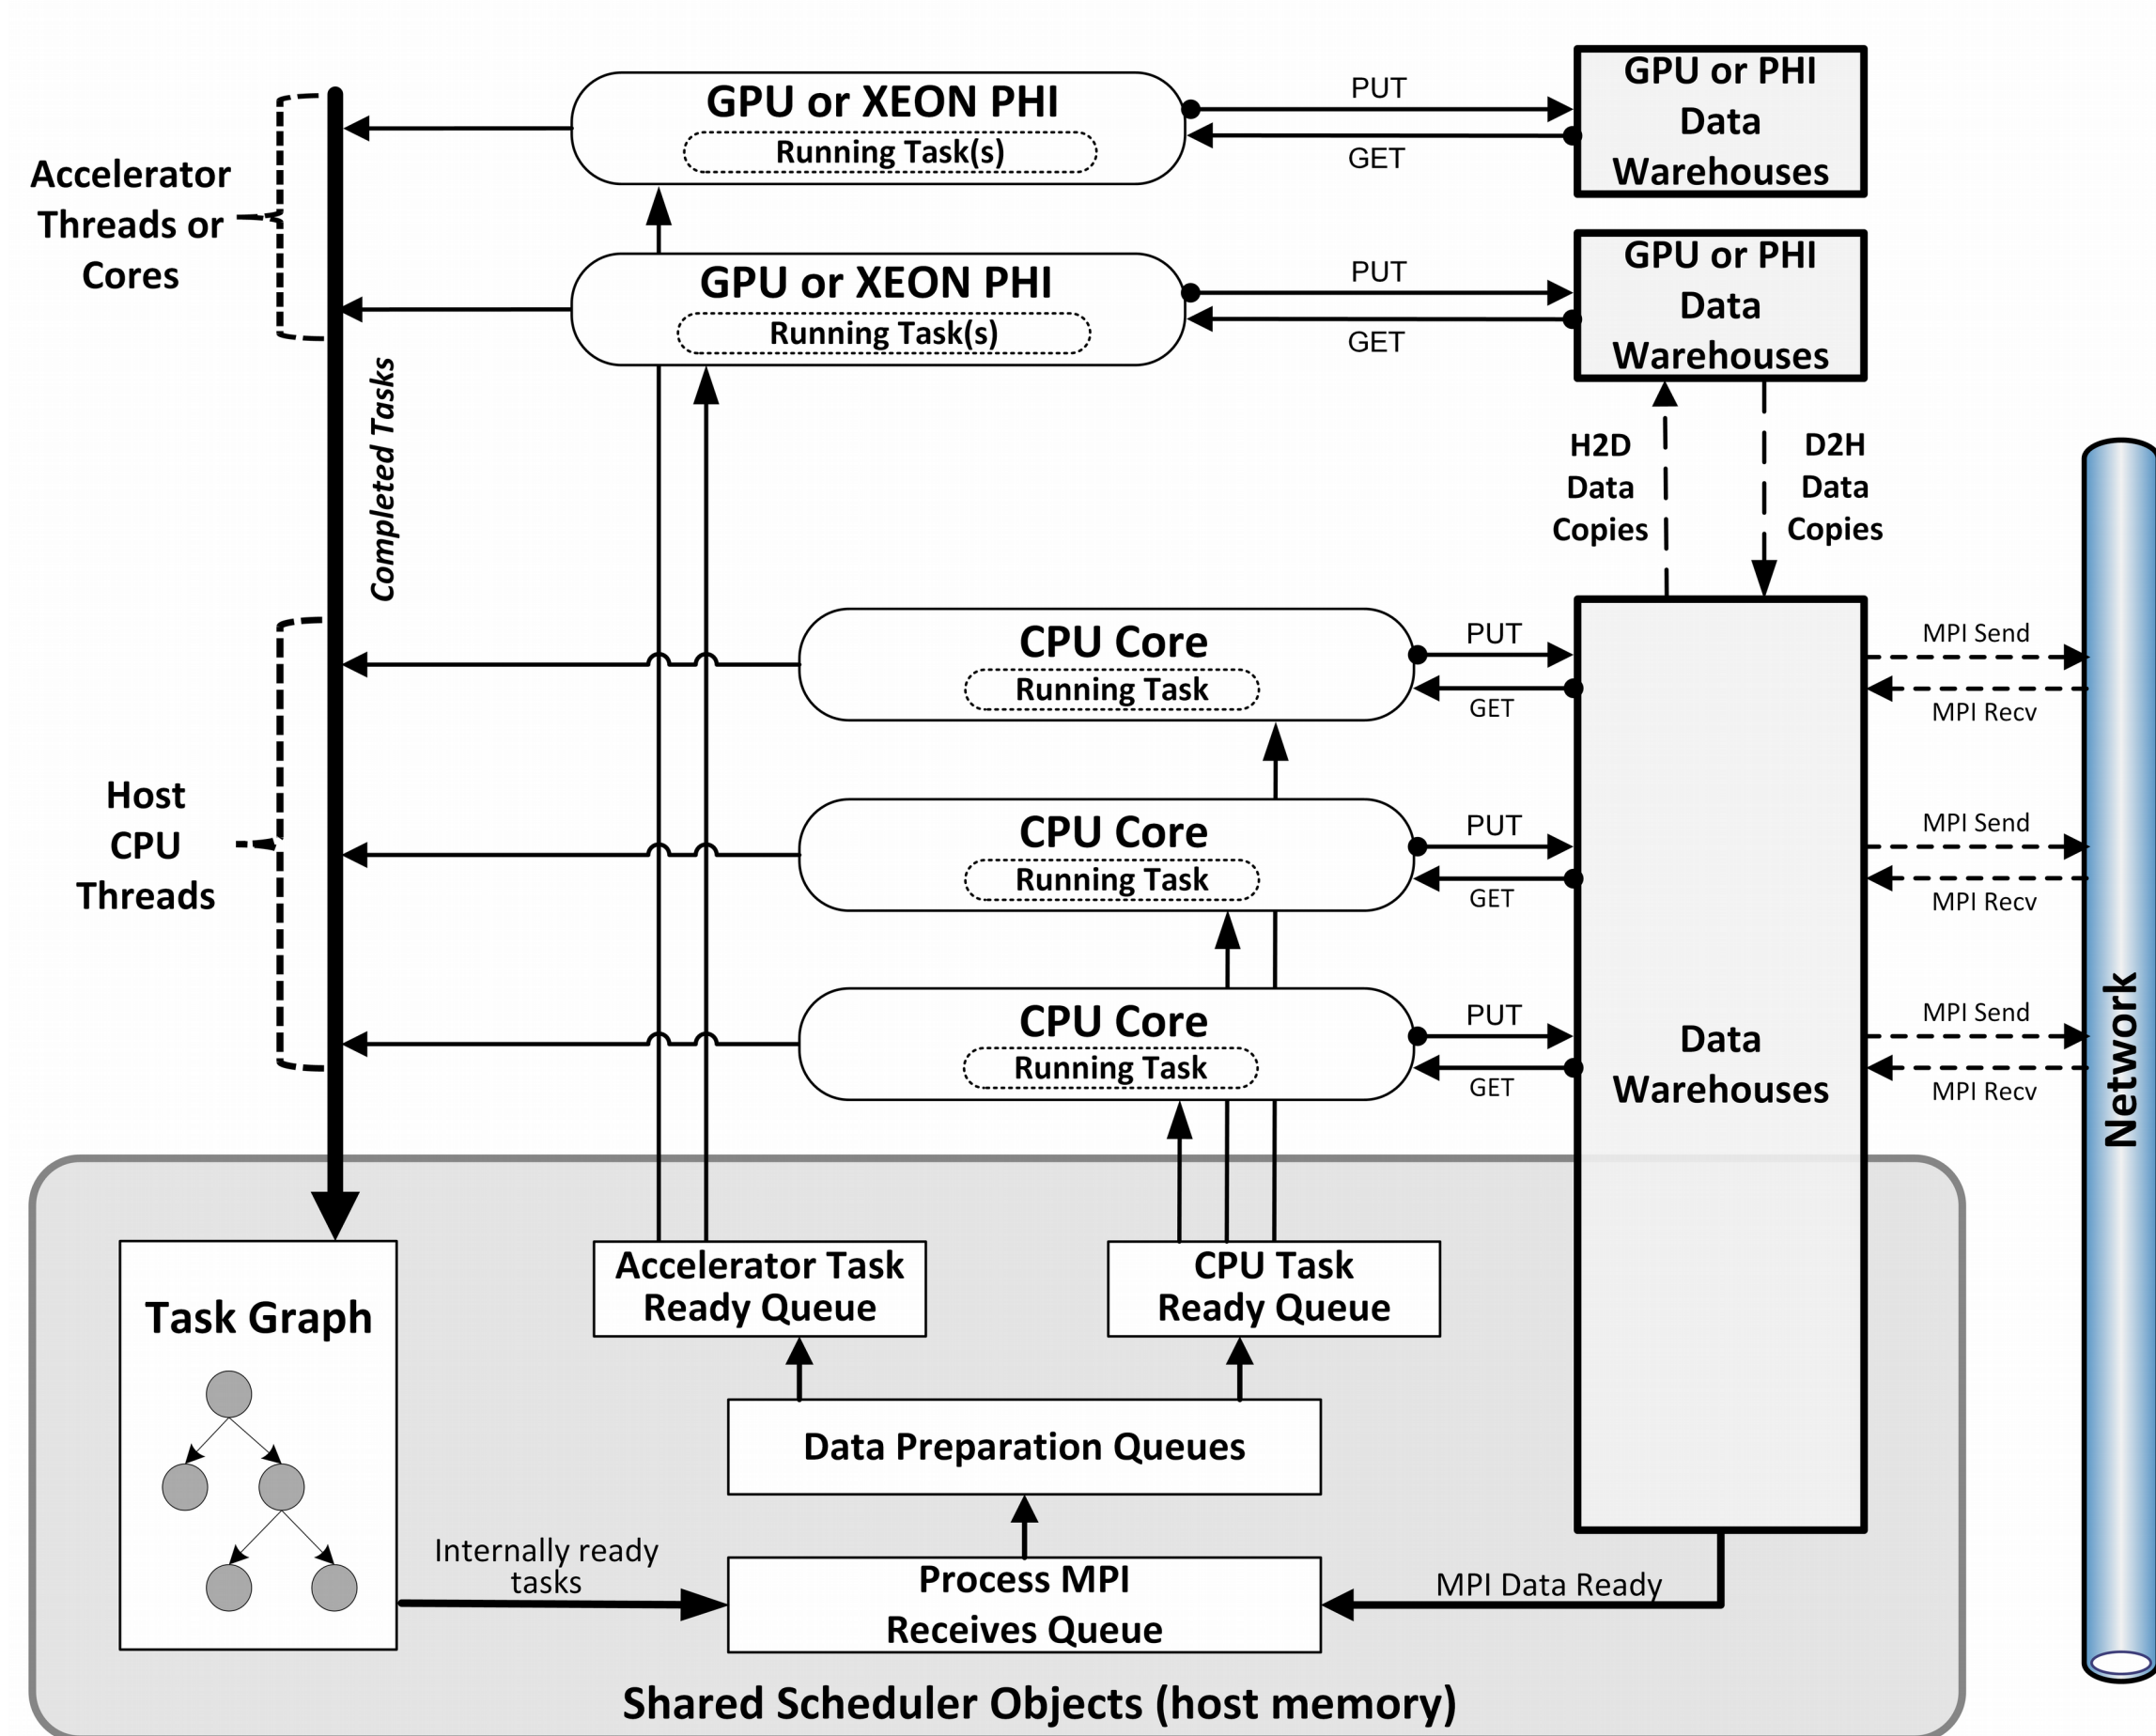 GPU or XEON PHI
Running Task(s)
PUT
GET
GPU or PHI
Data
Warehouses
Accelerator
Threads or
Cores
GPU or XEON PHI
Running Task(s)
PUT
GET
GPU or PHI
Data
Warehouses
Completed Tasks
H2D
Data
Copies
D2H
Data
Copies
CPU Core
Running Task
PUT
GET
MPI Send
MPI Recv
Host
CPU
Threads
CPU Core
Running Task
PUT
GET
MPI Send
MPI Recv
CPU Core
Running Task
PUT
GET
Data
Warehouses
MPI Send
MPI Recv
Network
Task Graph
Accelerator Task
Ready Queue
CPU Task
Ready Queue
Data Preparation Queues
Internally ready
tasks
Process MPI
Receives Queue
MPI Data Ready
Shared Scheduler Objects (host memory)